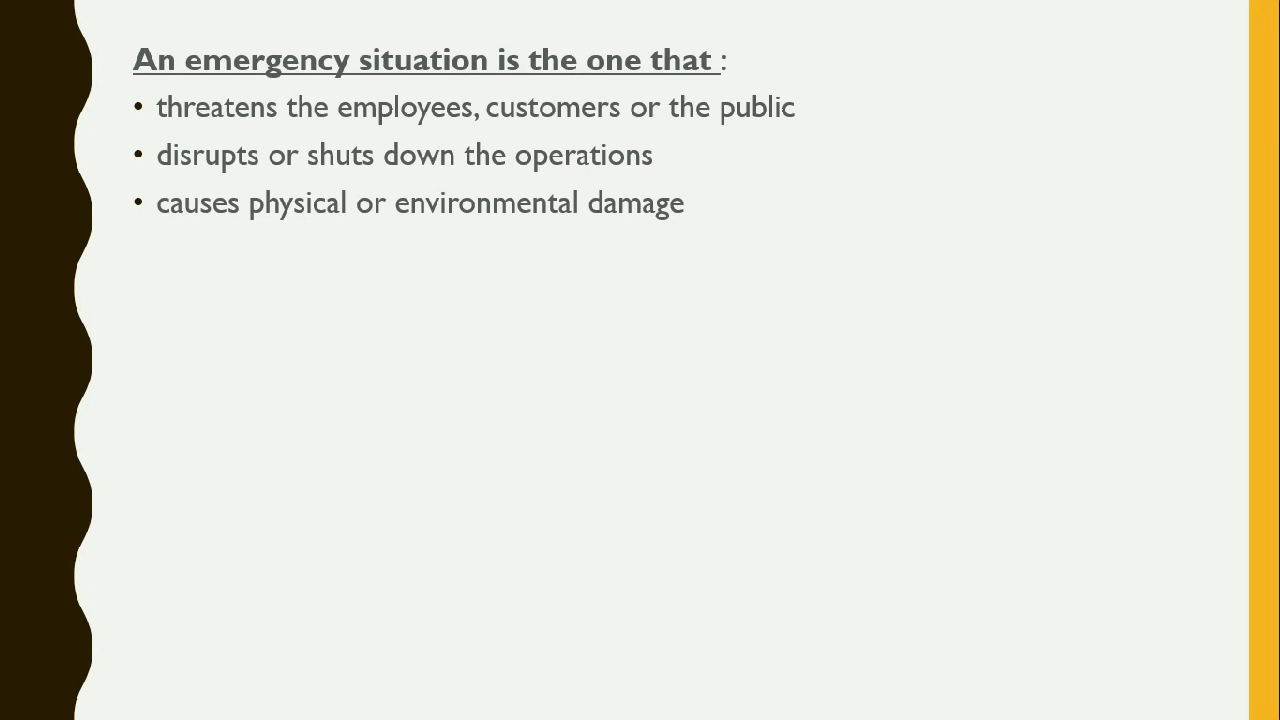 An emergency situation is the one that :
• threatens the employees, customers or the public
• disrupts or shuts down the operations
• causes physical or environmental damage